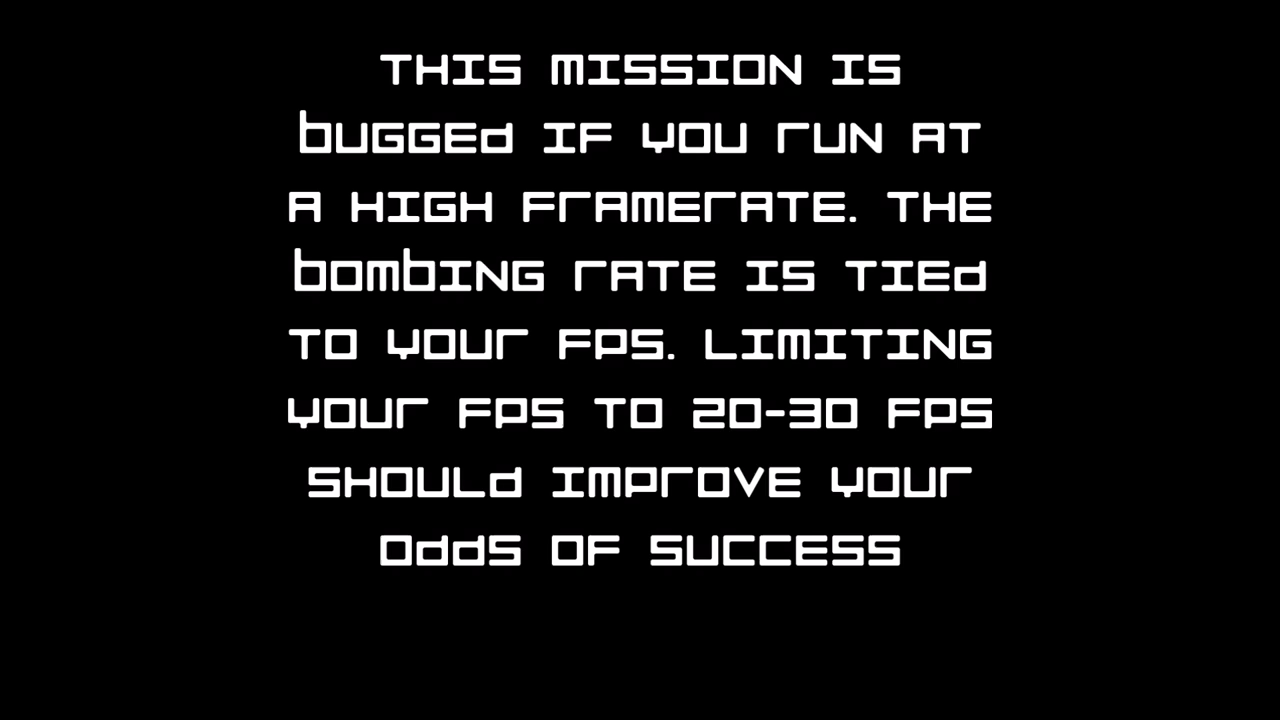 THIS MISSION IS
BUGGED IF YOU RUN AT
A HIGH FRAMERATE. THE
BOMBING RATE IS TIED
TO YOUR FPS. LIMITING
YOUR FPS TO 20-30 FPS
SHOULD IMPROVE YOUR
ODDS OF SUCCESS